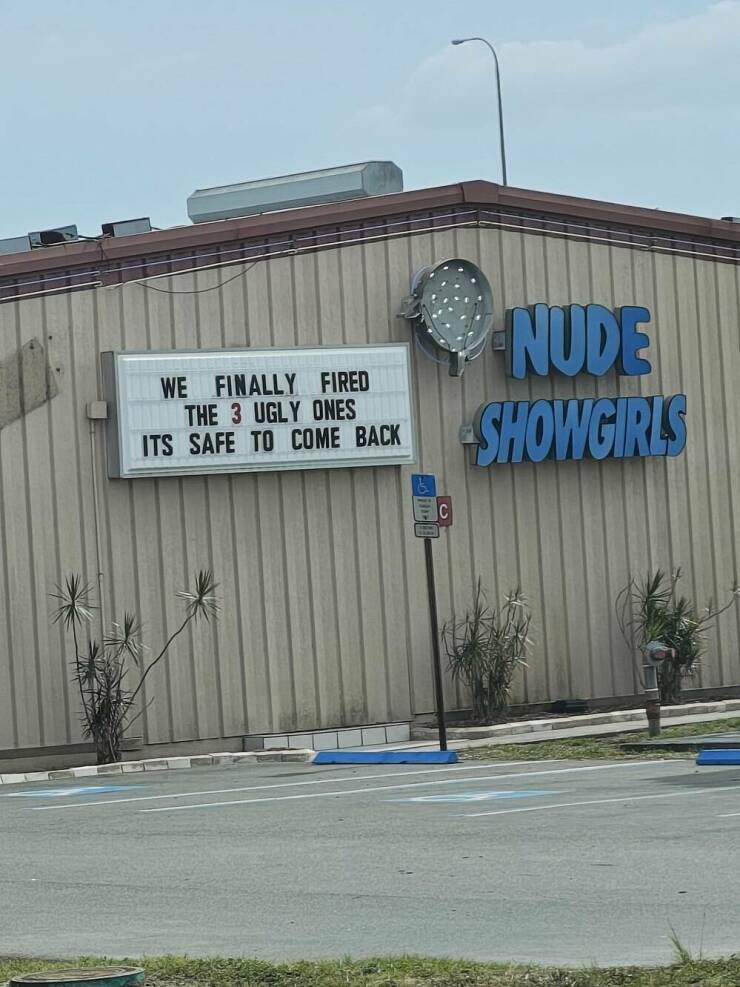 WE FINALLY FIRED
THE 3 UGLY ONES
ITS SAFE TO COME BACK
NUDE
SHOWGIRLS
C